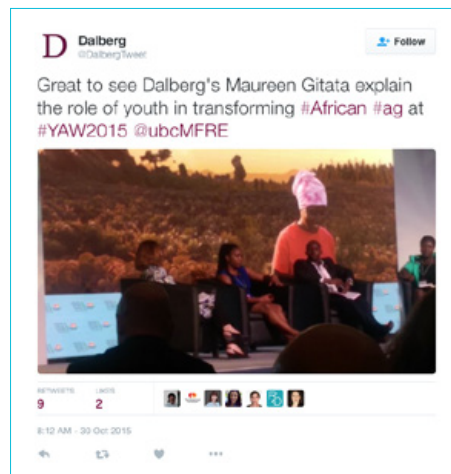 D Dalberg
@DalbergTweet
Follow
Great to see Dalberg's Maureen Gitata explain
the role of youth in transforming #African #ag at
#YAW2015 @ubcMFRE
RETWEETS LIKES
9 2
8:12 AM - 30 Oct 2015